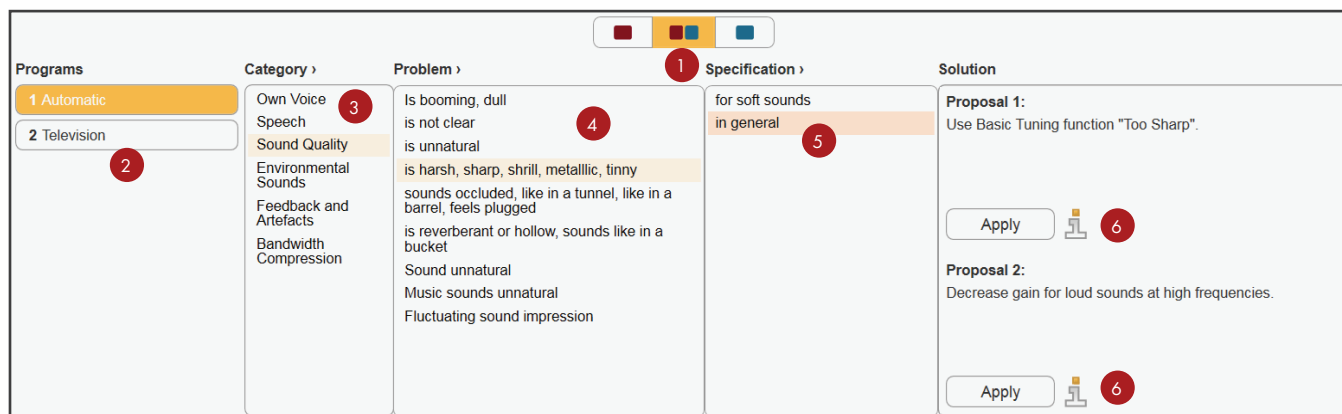 1
Programs
1 Automatic
2 Television
2
Category ›
Own Voice
3
Speech
Sound Quality
Environmental
Sounds
Feedback and
Artefacts
Bandwidth
Compression
Problem ›
Is booming, dull
is not clear
4
is unnatural
is harsh, sharp, shrill, metalllic, tinny
sounds occluded, like in a tunnel, like in a
barrel, feels plugged
is reverberant or hollow, sounds like in a
bucket
Sound unnatural
Music sounds unnatural
Fluctuating sound impression
Specification ›
for soft sounds
in general
5
Solution
Proposal 1:
Use Basic Tuning function "Too Sharp".
Apply
6
Proposal 2:
Decrease gain for loud sounds at high frequencies.
Apply
6